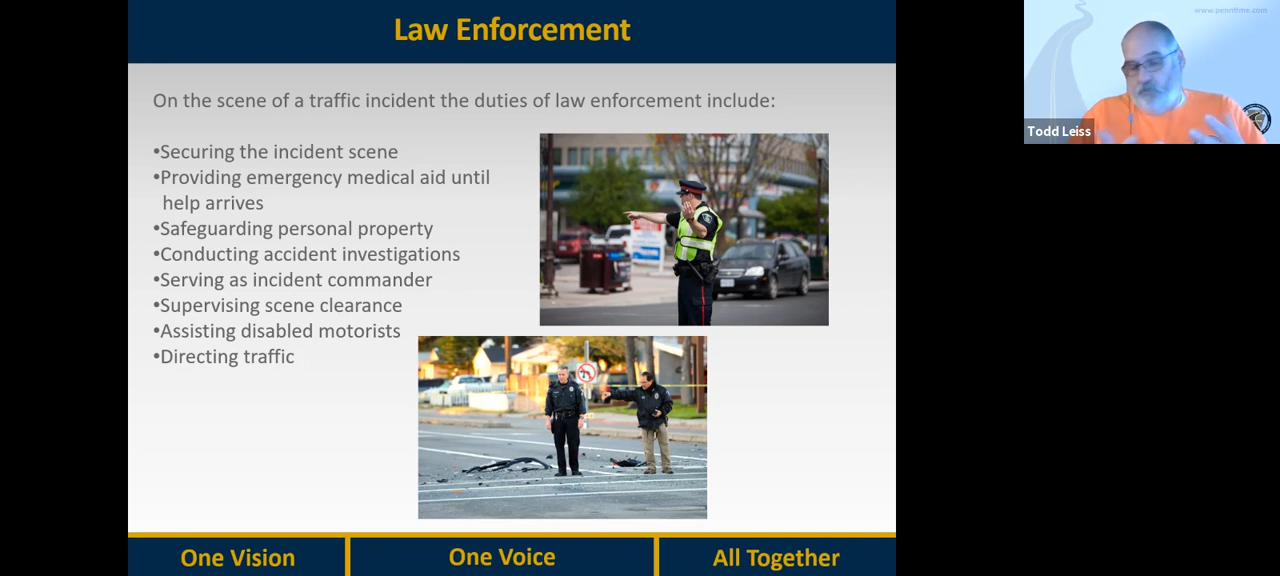 Law Enforcement
www.penntime.com
Todd Leiss
On the scene of a traffic incident the duties of law enforcement include:
•Securing the incident scene
•Providing emergency medical aid until
help arrives
•Safeguarding personal property
•Conducting accident investigations
•Serving as incident commander
•Supervising scene clearance
•Assisting disabled motorists
•Directing traffic
One Vision
One Voice
All Together